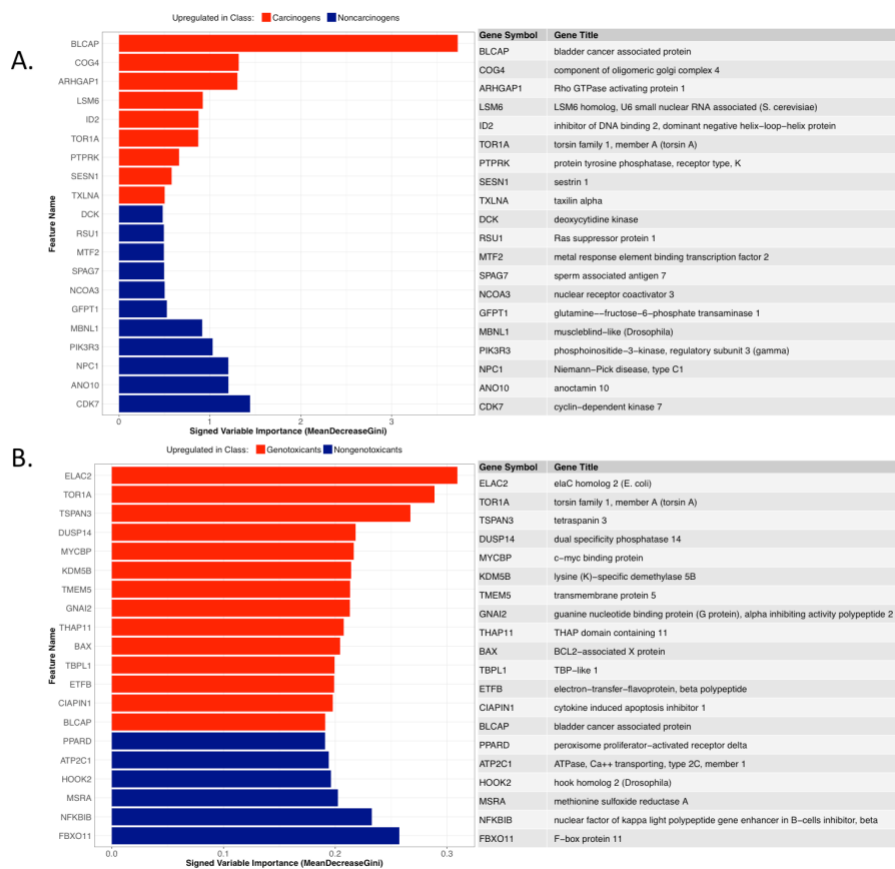 Upregulated in Class: Carcinogens Noncarcinogens
A.
Feature Name
BLCAP
COG4
ARHGAP1
LSM6
ID2
TOR1A
PTPRK
SESN1
TXLNA
DCK
RSU1
MTF2
SPAG7
NCOA3
GFPT1
MBNL1
PIK3R3
NPC1
ANO10
CDK7
0 1 2 3
Signed Variable Importance (MeanDecreaseGini)
Gene Symbol Gene Title
BLCAP bladder cancer associated protein
COG4 component of oligomeric golgi complex 4
ARHGAP1 Rho GTPase activating protein 1
LSM6 LSM6 homolog, U6 small nuclear RNA associated (S. cerevisiae)
ID2 inhibitor of DNA binding 2, dominant negative helix−loop−helix protein
TOR1A torsin family 1, member A (torsin A)
PTPRK protein tyrosine phosphatase, receptor type, K
SESN1 sestrin 1
TXLNA taxilin alpha
DCK deoxycytidine kinase
RSU1 Ras suppressor protein 1
MTF2 metal response element binding transcription factor 2
SPAG7 sperm associated antigen 7
NCOA3 nuclear receptor coactivator 3
GFPT1 glutamine−−fructose−6−phosphate transaminase 1
MBNL1 muscleblind−like (Drosophila)
PIK3R3 phosphoinositide−3−kinase, regulatory subunit 3 (gamma)
NPC1 Niemann−Pick disease, type C1
ANO10 anoctamin 10
CDK7 cyclin−dependent kinase 7
B.
Upregulated in Class: Genotoxicants Nongenotoxicants
Feature Name
ELAC2
TOR1A
TSPAN3
DUSP14
MYCBP
KDM5B
TMEM5
GNAI2
THAP11
BAX
TBPL1
ETFB
CIAPIN1
BLCAP
PPARD
ATP2C1
HOOK2
MSRA
NFKBIB
FBXO11
0.0 0.1 0.2 0.3
Signed Variable Importance (MeanDecreaseGini)
Gene Symbol Gene Title
ELAC2 elaC homolog 2 (E. coli)
TOR1A torsin family 1, member A (torsin A)
TSPAN3 tetraspanin 3
DUSP14 dual specificity phosphatase 14
MYCBP c−myc binding protein
KDM5B lysine (K)−specific demethylase 5B
TMEM5 transmembrane protein 5
GNAI2 guanine nucleotide binding protein (G protein), alpha inhibiting activity polypeptide 2
THAP11 THAP domain containing 11
BAX BCL2−associated X protein
TBPL1 TBP−like 1
ETFB electron−transfer−flavoprotein, beta polypeptide
CIAPIN1 cytokine induced apoptosis inhibitor 1
BLCAP bladder cancer associated protein
PPARD peroxisome proliferator−activated receptor delta
ATP2C1 ATPase, Ca++ transporting, type 2C, member 1
HOOK2 hook homolog 2 (Drosophila)
MSRA methionine sulfoxide reductase A
NFKBIB nuclear factor of kappa light polypeptide gene enhancer in B−cells inhibitor, beta
FBXO11 F−box protein 11